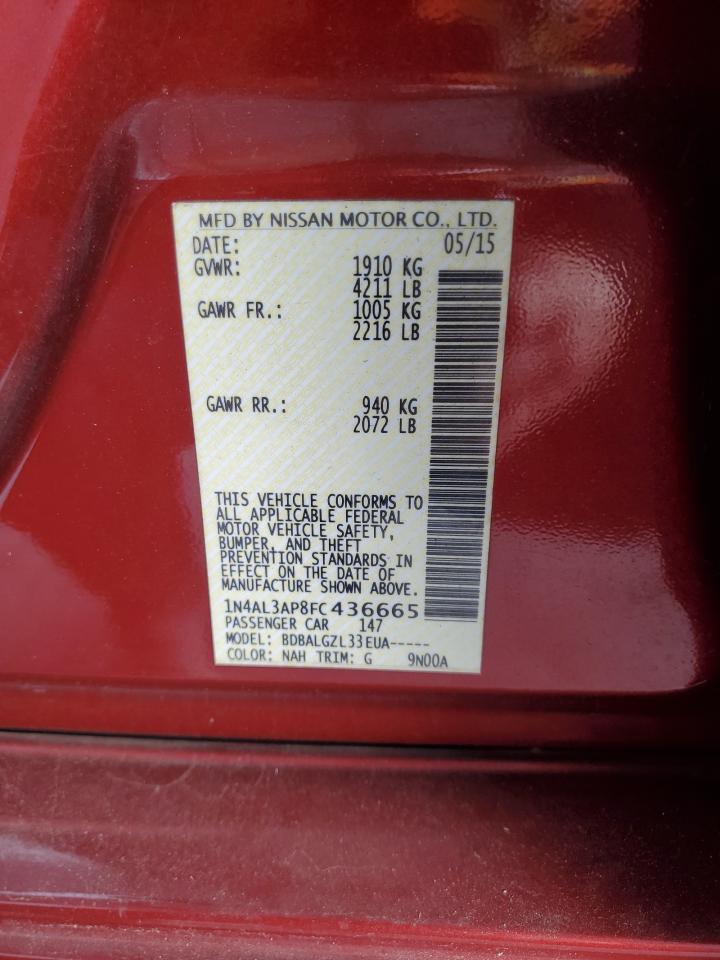 MFD BY NISSAN MOTOR CO., LTD.
DATE: 05/15
GVWR: 1910 KG
4211 LB
GAWR FR.: 1005 KG
2216 LB
GAWR RR.: 940 KG
2072 LB
THIS VEHICLE CONFORMS TO
ALL APPLICABLE FEDERAL
MOTOR VEHICLE SAFETY,
BUMPER, AND THEFT
PREVENTION STANDARDS IN
EFFECT ON THE DATE OF
MANUFACTURE SHOWN ABOVE.
1N4AL3AP8FC436665
PASSENGER CAR 147
MODEL: BDBALGZL33EUA-----
COLOR: NAH TRIM: G 9N00A